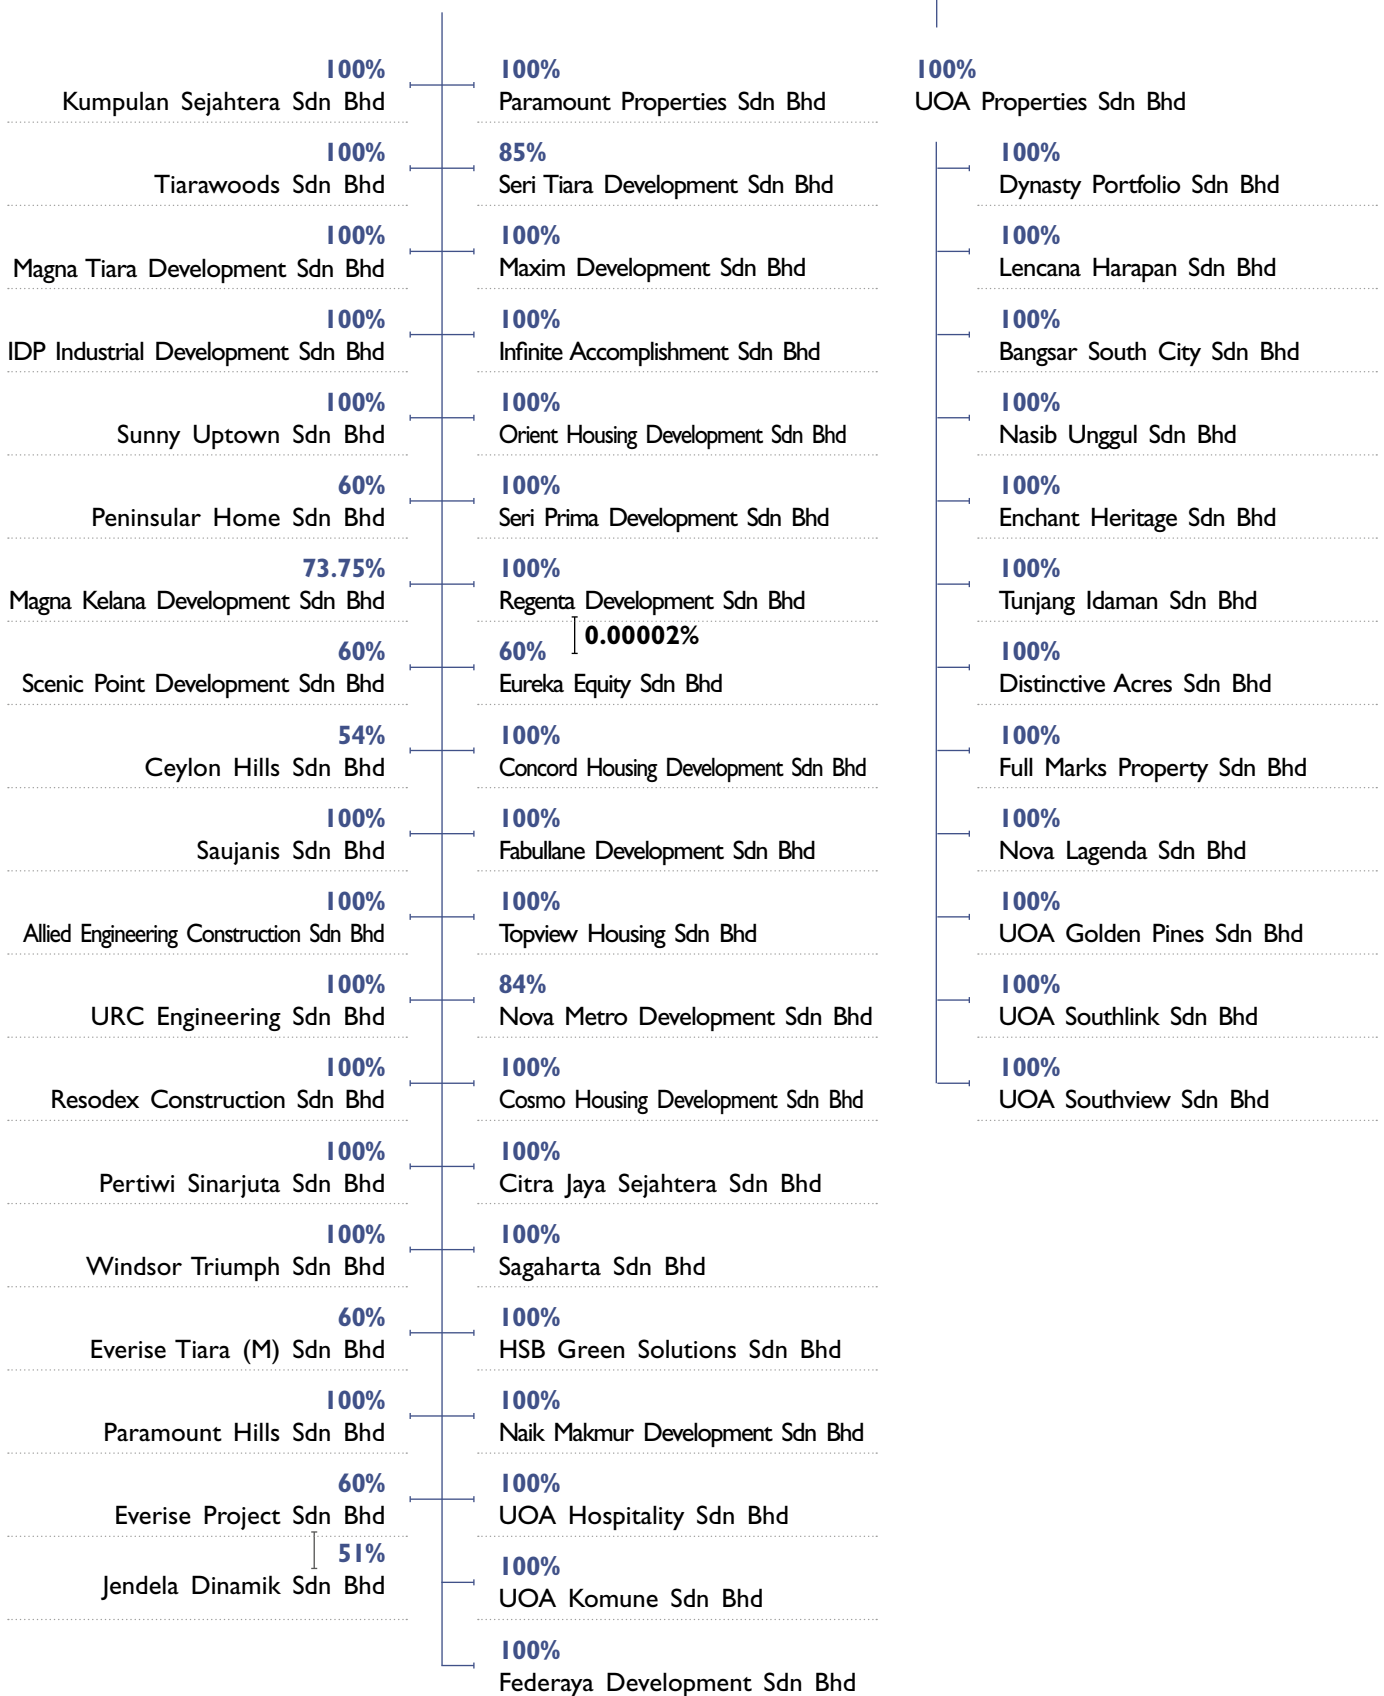 100%
Kumpulan Sejahtera Sdn Bhd
100%
Tiarawoods Sdn Bhd
100%
Magna Tiara Development Sdn Bhd
100%
IDP Industrial Development Sdn Bhd
100%
Sunny Uptown Sdn Bhd
60%
Peninsular Home Sdn Bhd
73.75%
Magna Kelana Development Sdn Bhd
60%
Scenic Point Development Sdn Bhd
54%
Ceylon Hills Sdn Bhd
100%
Saujanis Sdn Bhd
100%
Allied Engineering Construction Sdn Bhd
100%
URC Engineering Sdn Bhd
100%
Resodex Construction Sdn Bhd
100%
Pertiwi Sinarjuta Sdn Bhd
100%
Windsor Triumph Sdn Bhd
60%
Everise Tiara (M) Sdn Bhd
100%
Paramount Hills Sdn Bhd
60%
Everise Project Sdn Bhd
51%
Jendela Dinamik Sdn Bhd
100%
Paramount Properties Sdn Bhd
85%
Seri Tiara Development Sdn Bhd
100%
Maxim Development Sdn Bhd
100%
Infinite Accomplishment Sdn Bhd
100%
Orient Housing Development Sdn Bhd
100%
Seri Prima Development Sdn Bhd
100%
Regenta Development Sdn Bhd
0.00002%
60%
Eureka Equity Sdn Bhd
100%
Concord Housing Development Sdn Bhd
100%
Fabullane Development Sdn Bhd
100%
Topview Housing Sdn Bhd
84%
Nova Metro Development Sdn Bhd
100%
Cosmo Housing Development Sdn Bhd
100%
Citra Jaya Sejahtera Sdn Bhd
100%
Sagaharta Sdn Bhd
100%
HSB Green Solutions Sdn Bhd
100%
Naik Makmur Development Sdn Bhd
100%
UOA Hospitality Sdn Bhd
100%
UOA Komune Sdn Bhd
100%
Federaya Development Sdn Bhd
100%
UOA Properties Sdn Bhd
100%
Dynasty Portfolio Sdn Bhd
100%
Lencana Harapan Sdn Bhd
100%
Bangsar South City Sdn Bhd
100%
Nasib Unggul Sdn Bhd
100%
Enchant Heritage Sdn Bhd
100%
Tunjang Idaman Sdn Bhd
100%
Distinctive Acres Sdn Bhd
100%
Full Marks Property Sdn Bhd
100%
Nova Lagenda Sdn Bhd
100%
UOA Golden Pines Sdn Bhd
100%
UOA Southlink Sdn Bhd
100%
UOA Southview Sdn Bhd